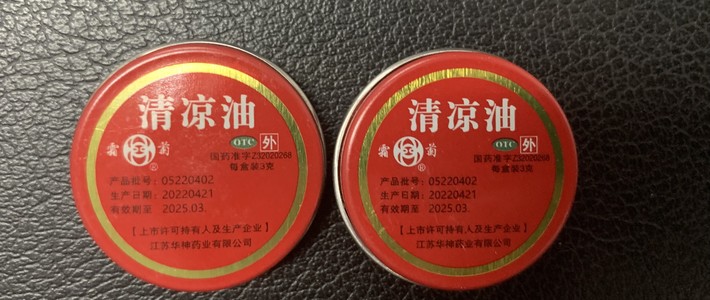 清凉油
OTC 外
霜菊
®
国药准字Z32020268
每盒装3克
产品批号：05220402
生产日期：20220421
有效期至 2025.03.
【上市许可持有人及生产企业】
江苏华神药业有限公司
清凉油
OTC 外
霜菊
®
国药准字Z32020268
每盒装3克
产品批号：05220402
生产日期：20220421
有效期至 2025.03.
【上市许可持有人及生产企业】
江苏华神药业有限公司